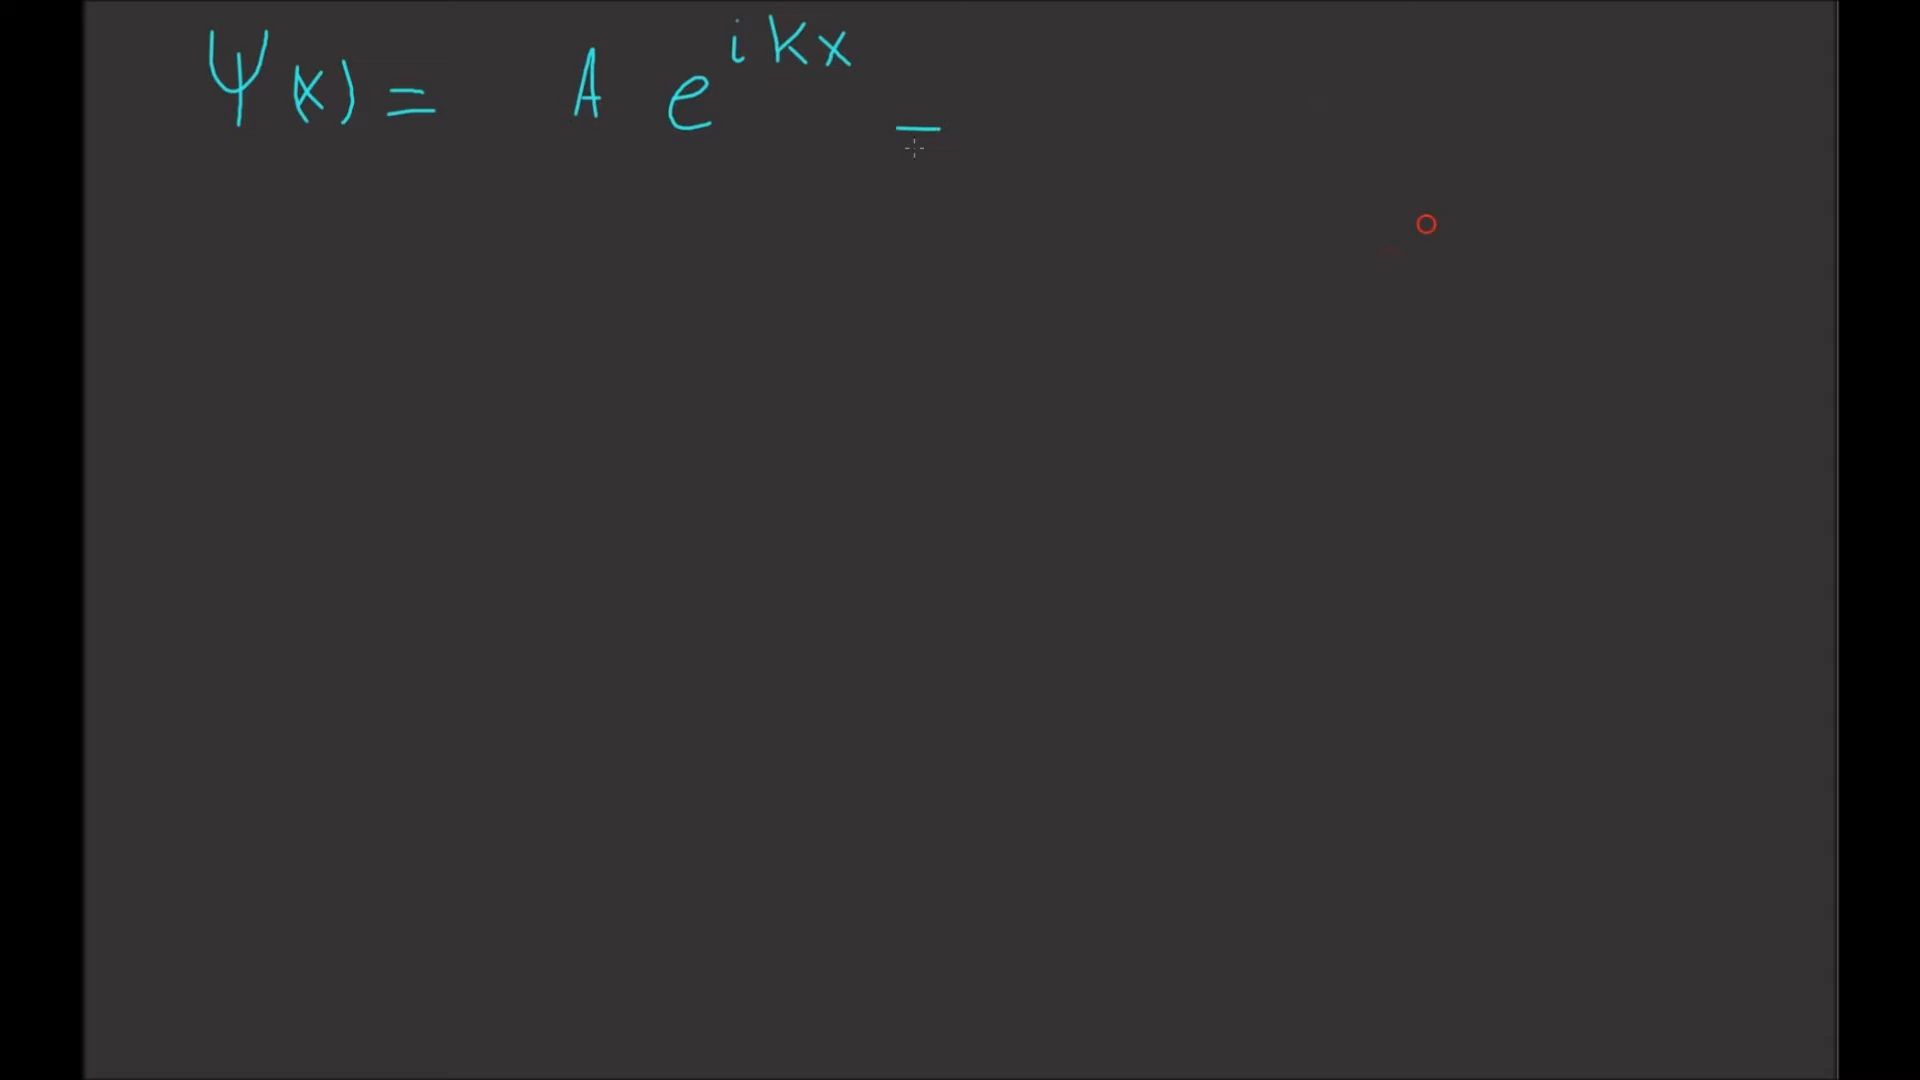 Ψ(x) = A e^{ikx} –